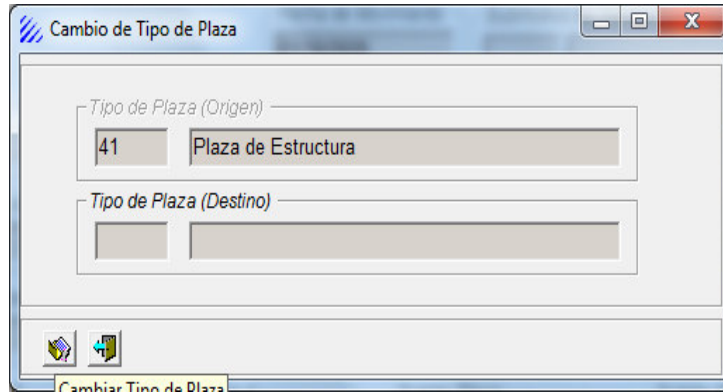 Cambio de Tipo de Plaza
Tipo de Plaza (Origen)
41 Plaza de Estructura
Tipo de Plaza (Destino)
Cambiar Tipo de Plaza